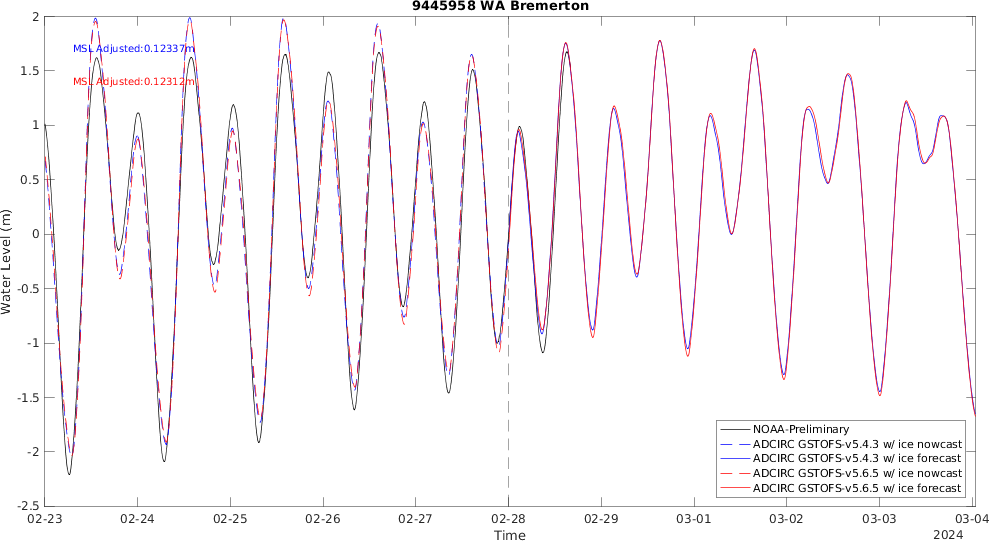 9445958 WA Bremerton
MSL Adjusted:0.12337m
MSL Adjusted:0.12312m
Water Level (m)
2
1.5
1
0.5
0
-0.5
-1
-1.5
-2
-2.5
NOAA-Preliminary
ADCIRC GSTOFS-v5.4.3 w/ ice nowcast
ADCIRC GSTOFS-v5.4.3 w/ ice forecast
ADCIRC GSTOFS-v5.6.5 w/ ice nowcast
ADCIRC GSTOFS-v5.6.5 w/ ice forecast
02-23 02-24 02-25 02-26 02-27 02-28 02-29 03-01 03-02 03-03 03-04
Time
2024